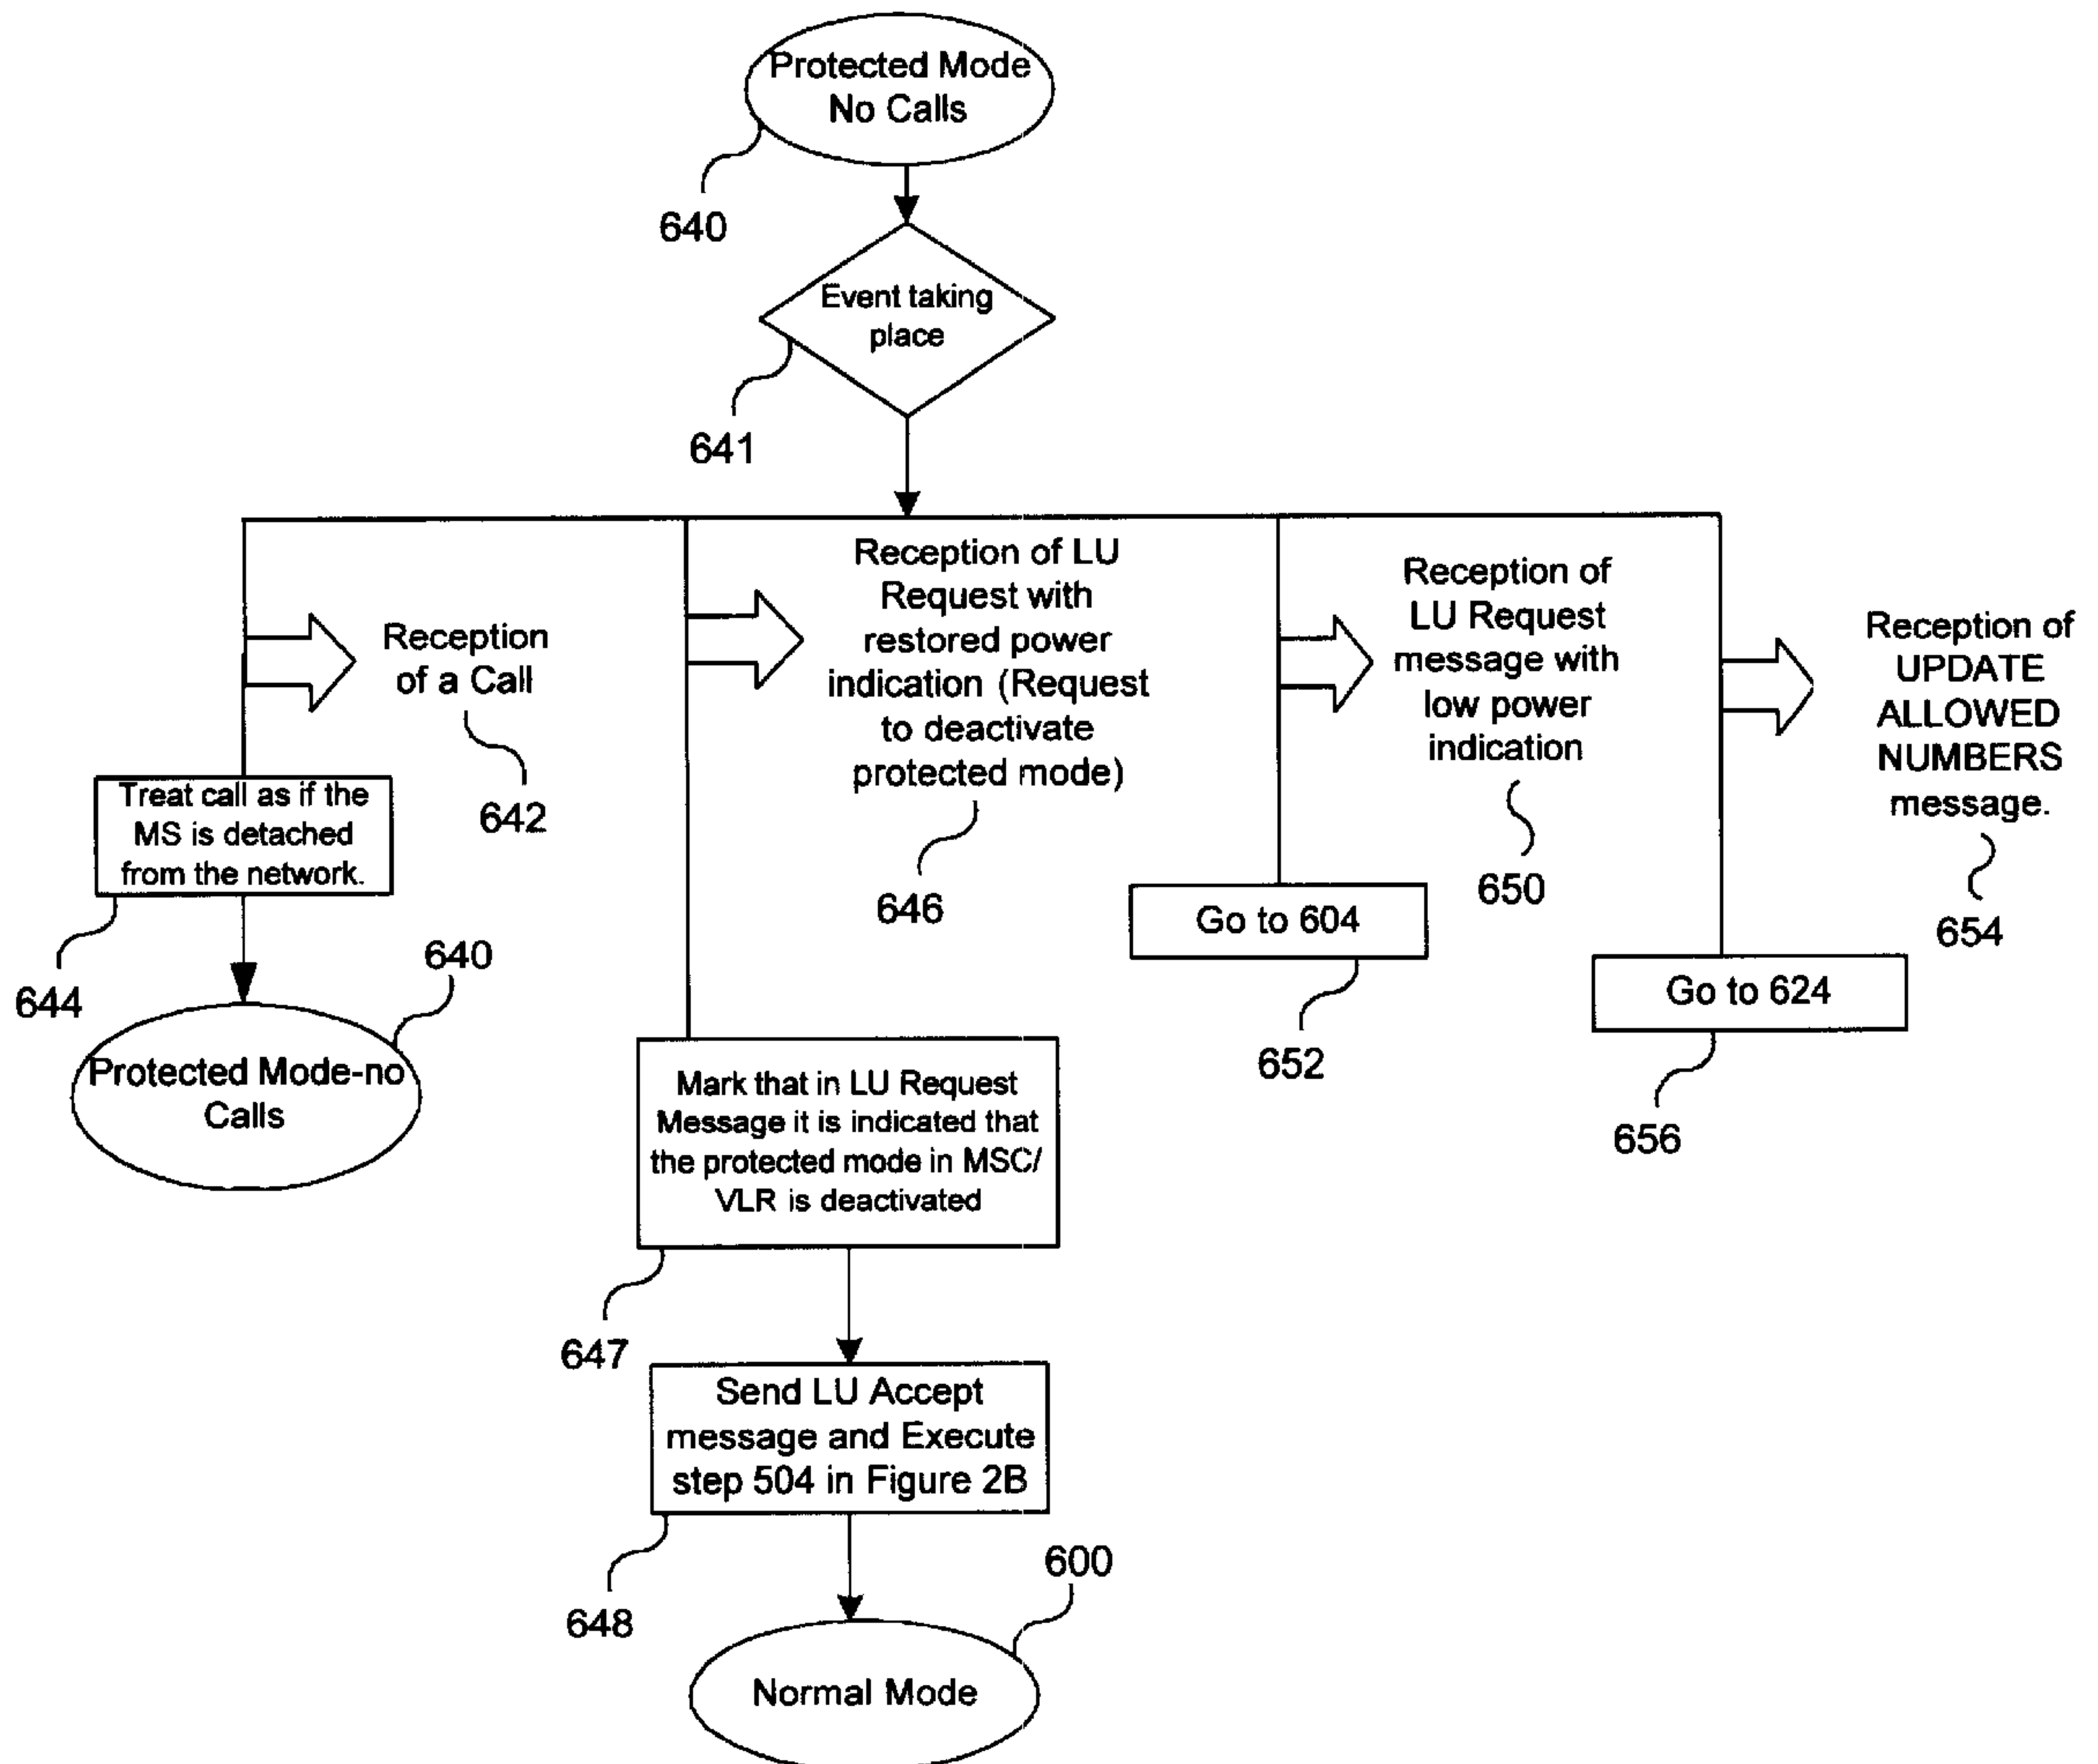 Protected Mode
No Calls
640
Event taking
place
641
Reception
of a Call
642
Treat call as if the
MS is detached
from the network.
644
640
Protected Mode-no
Calls
Reception of LU
Request with
restored power
indication (Request
to deactivate
protected mode)
646
Mark that in LU Request
Message it is indicated that
the protected mode in MSC/
VLR is deactivated
647
Send LU Accept
message and Execute
step 504 in Figure 2B
648
600
Normal Mode
Reception of
LU Request
message with
low power
indication
650
Go to 604
652
Reception of
UPDATE
ALLOWED
NUMBERS
message.
654
Go to 624
656